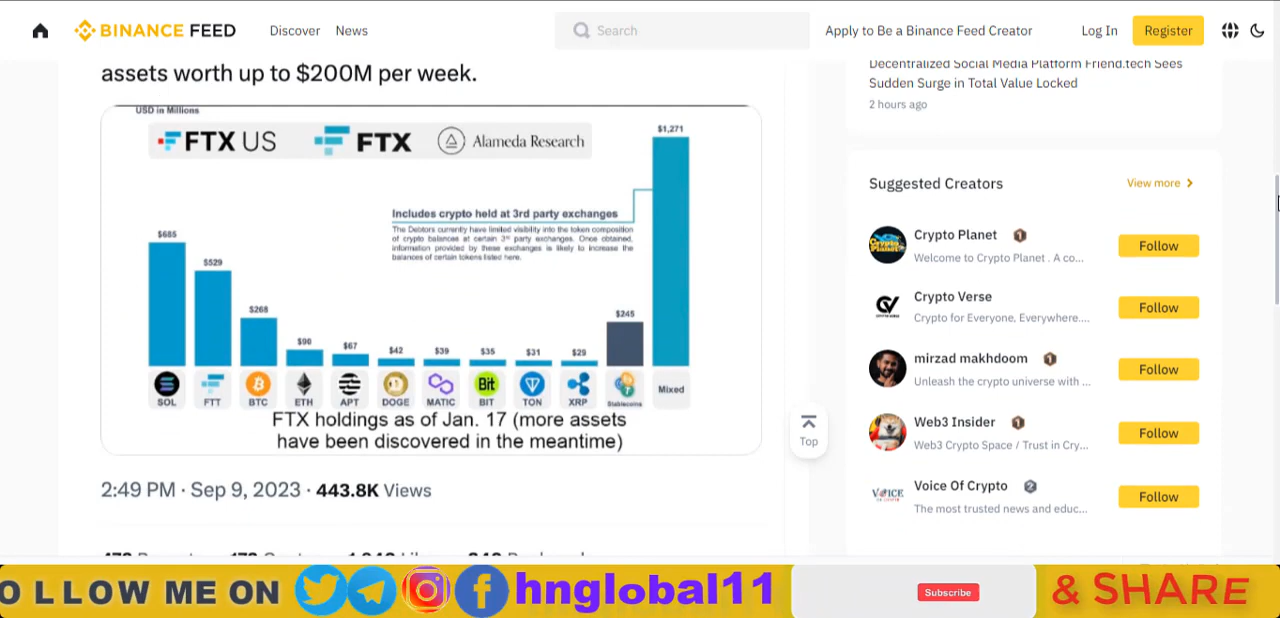 BINANCE FEED
Discover
News
Search
Apply to Be a Binance Feed Creator
Log In
Register
assets worth up to $200M per week.
USD in Millions
FTX US
FTX
Alameda Research
$1,271
Includes crypto held at 3rd party exchanges
The Debtors currently have limited visibility into the token composition
of crypto balances at certain 3rd party exchanges. Once obtained,
information provided by these exchanges is likely to increase the
balances of certain tokens listed here.
$685
$529
$268
$90
$67
$42
$39
$35
$31
$29
$245
Bit
SOL
FTT
BTC
ETH
APT
DOGE
MATIC
BIT
TON
XRP
Stablecoins
Mixed
FTX holdings as of Jan. 17 (more assets
have been discovered in the meantime)
2:49 PM · Sep 9, 2023 · 443.8K Views
Top
Decentralized Social Media Platform Friend.tech Sees
Sudden Surge in Total Value Locked
2 hours ago
Suggested Creators
View more
Crypto Planet
Welcome to Crypto Planet . A co...
Follow
Crypto Verse
Crypto for Everyone, Everywhere....
Follow
mirzad makhdoom
Unleash the crypto universe with ...
Follow
Web3 Insider
Web3 Crypto Space / Trust in Cry...
Follow
VOICE
Voice Of Crypto
The most trusted news and educ...
Follow
OLLOW ME ON
hnglobal11
Subscribe
& SHARE